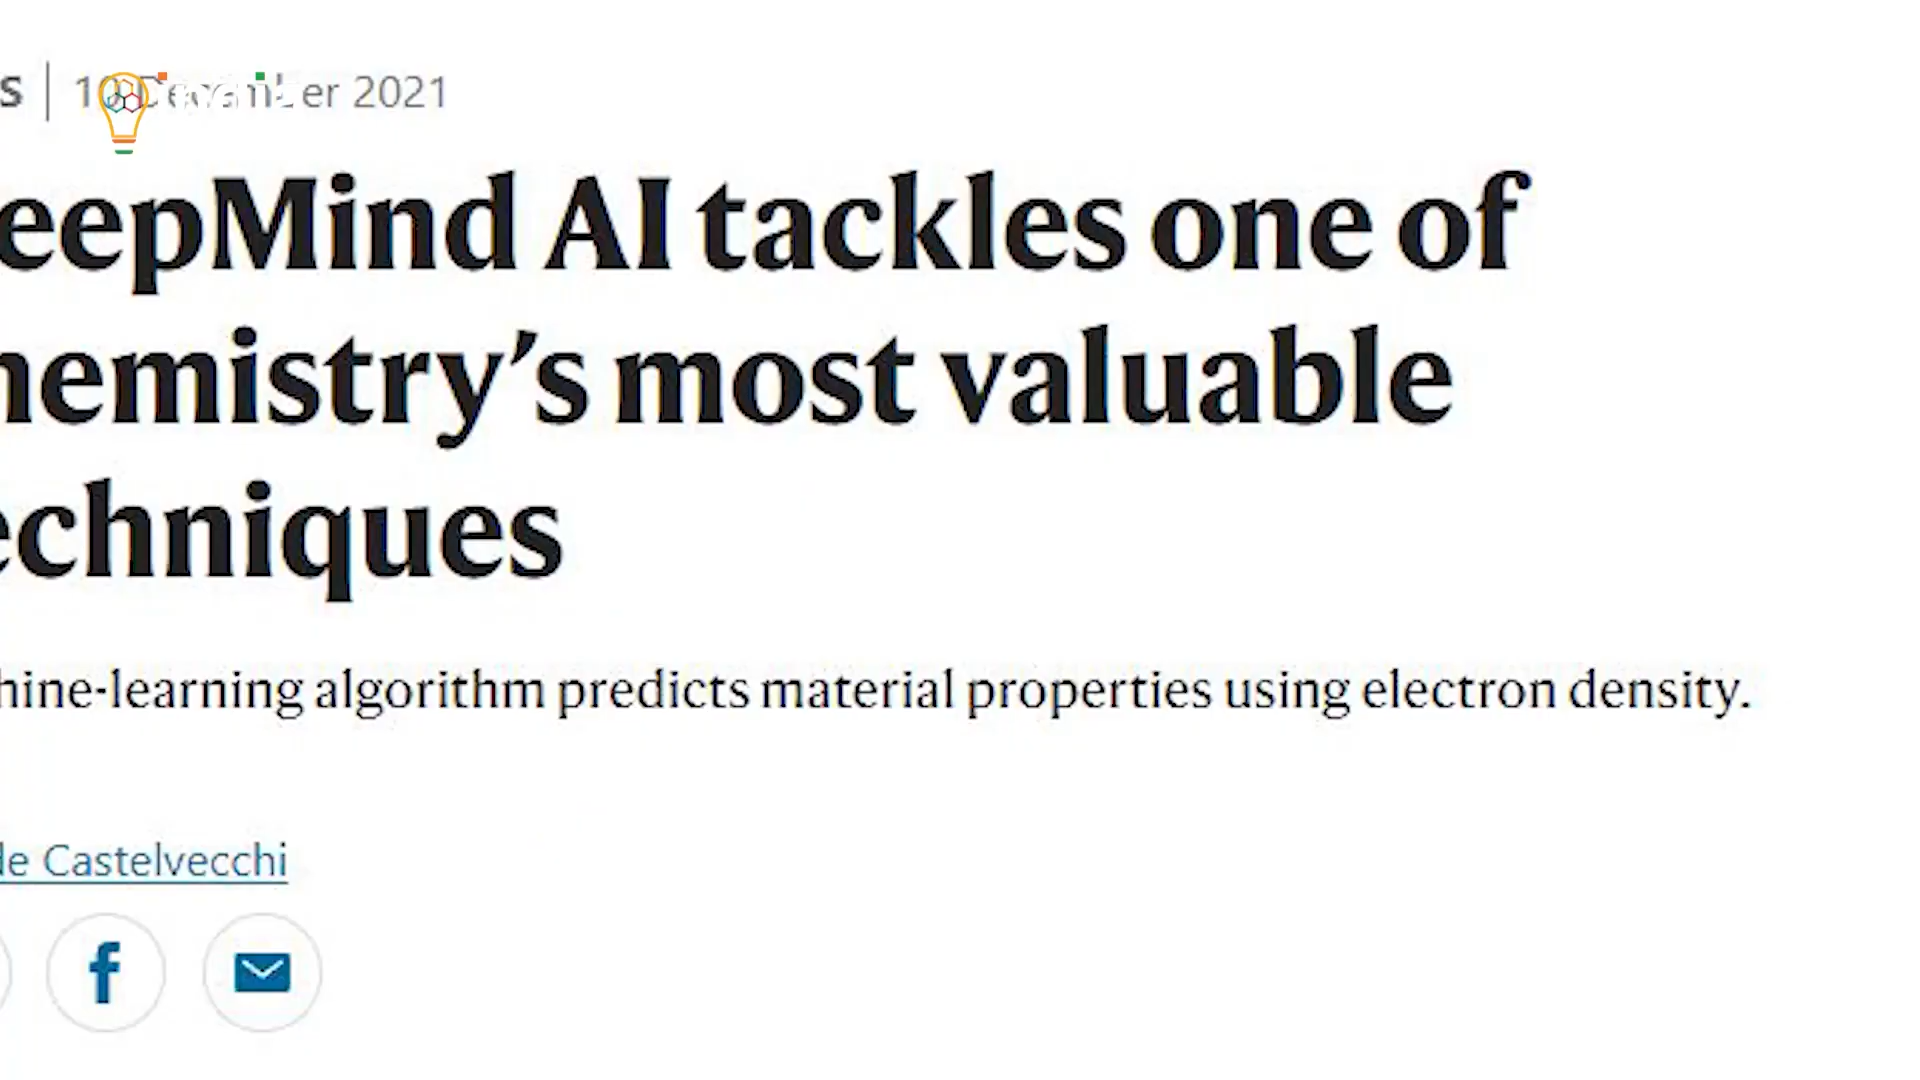 S | 10 December 2021
eepMind AI tackles one of
hemistry’s most valuable
echniques
hine-learning algorithm predicts material properties using electron density.
de Castelvecchi